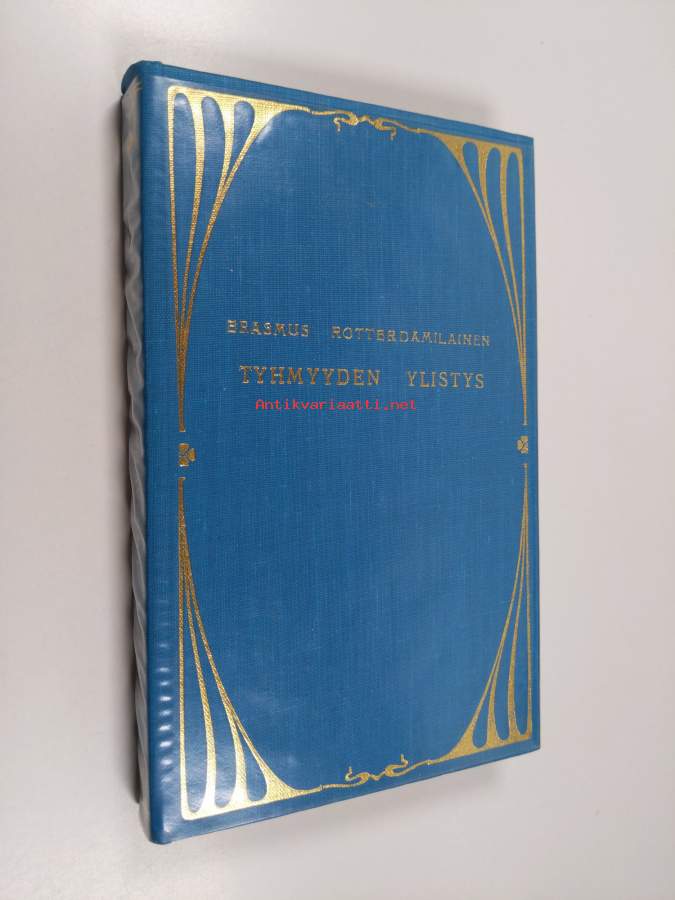 ERASMUS ROTTERDAMILAINEN
TYHMYYDEN YLISTYS
Antikvariaatti.net